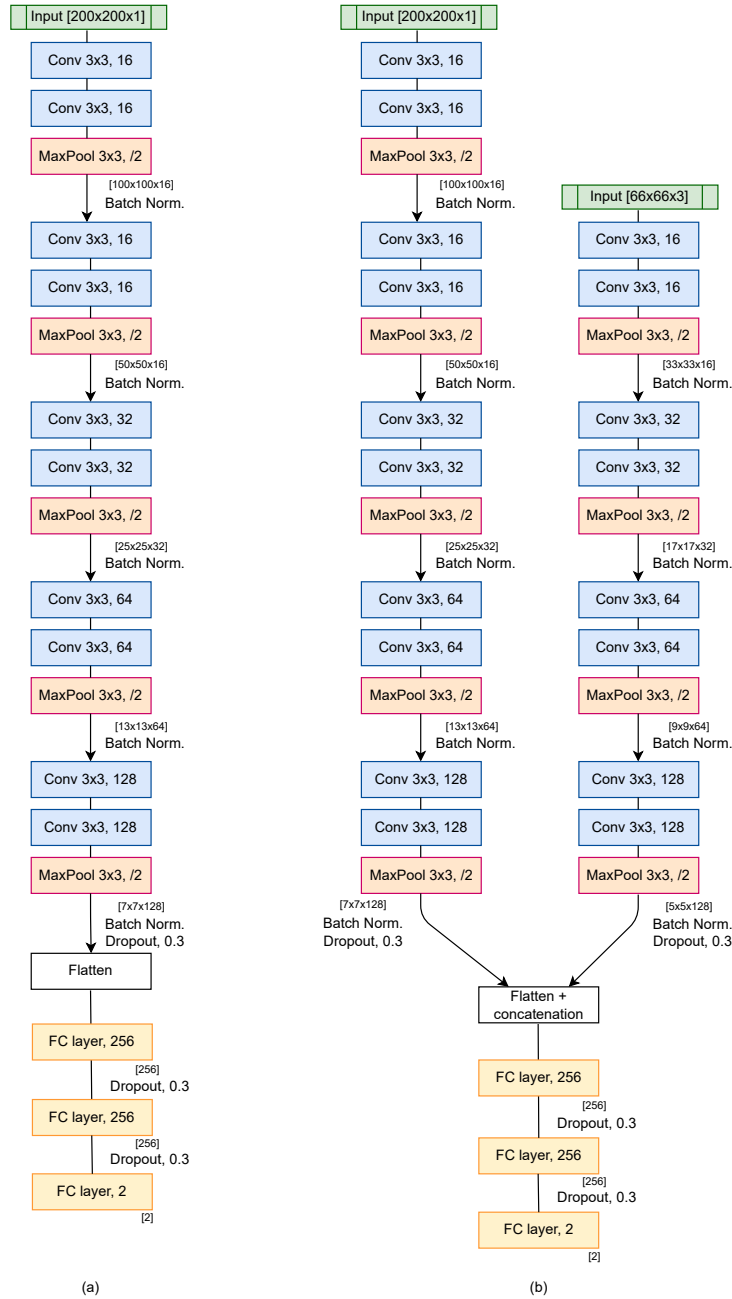 Input [200x200x1]
Conv 3x3, 16
Conv 3x3, 16
MaxPool 3x3, /2
[100x100x16]
Batch Norm.
Conv 3x3, 16
Conv 3x3, 16
MaxPool 3x3, /2
[50x50x16]
Batch Norm.
Conv 3x3, 32
Conv 3x3, 32
MaxPool 3x3, /2
[25x25x32]
Batch Norm.
Conv 3x3, 64
Conv 3x3, 64
MaxPool 3x3, /2
[13x13x64]
Batch Norm.
Conv 3x3, 128
Conv 3x3, 128
MaxPool 3x3, /2
[7x7x128]
Batch Norm.
Dropout, 0.3
Flatten
FC layer, 256
[256]
Dropout, 0.3
FC layer, 256
[256]
Dropout, 0.3
FC layer, 2
[2]
(a)
Input [200x200x1]
Conv 3x3, 16
Conv 3x3, 16
MaxPool 3x3, /2
[100x100x16]
Batch Norm.
Conv 3x3, 16
Conv 3x3, 16
MaxPool 3x3, /2
[50x50x16]
Batch Norm.
Conv 3x3, 32
Conv 3x3, 32
MaxPool 3x3, /2
[25x25x32]
Batch Norm.
Conv 3x3, 64
Conv 3x3, 64
MaxPool 3x3, /2
[13x13x64]
Batch Norm.
Conv 3x3, 128
Conv 3x3, 128
MaxPool 3x3, /2
[7x7x128]
Batch Norm.
Dropout, 0.3
Input [66x66x3]
Conv 3x3, 16
Conv 3x3, 16
MaxPool 3x3, /2
[33x33x16]
Batch Norm.
Conv 3x3, 32
Conv 3x3, 32
MaxPool 3x3, /2
[17x17x32]
Batch Norm.
Conv 3x3, 64
Conv 3x3, 64
MaxPool 3x3, /2
[9x9x64]
Batch Norm.
Conv 3x3, 128
Conv 3x3, 128
MaxPool 3x3, /2
[5x5x128]
Batch Norm.
Dropout, 0.3
Flatten +
concatenation
FC layer, 256
[256]
Dropout, 0.3
FC layer, 256
[256]
Dropout, 0.3
FC layer, 2
[2]
(b)